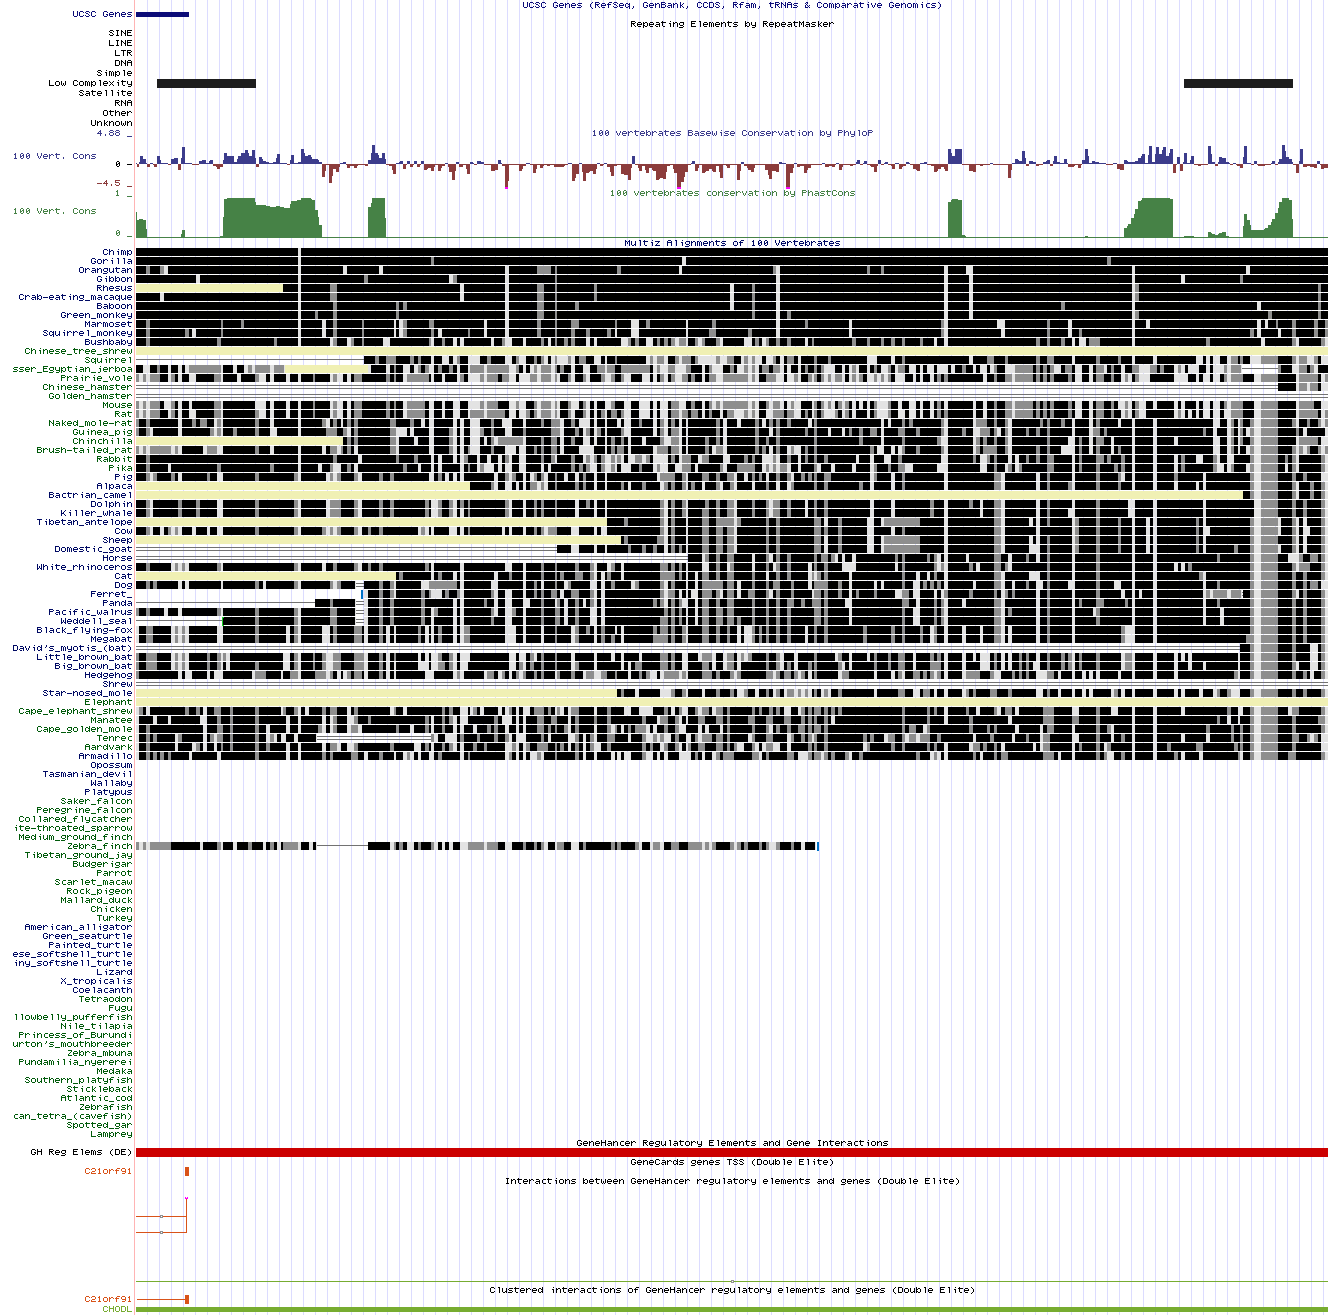 UCSC Genes (RefSeq, GenBank, CCDS, Rfam, tRNAs & Comparative Genomics)
UCSC Genes
Repeating Elements by RepeatMasker
SINE
LINE
LTR
DNA
Simple
Low Complexity
Satellite
RNA
Other
Unknown
4.88 _
100 vertebrates Basewise Conservation by PhyloP
100 Vert. Cons
0 _
-4.5 _
100 vertebrates conservation by PhastCons
1 _
100 Vert. Cons
0 _
Multiz Alignments of 100 Vertebrates
Chimp
Gorilla
Orangutan
Gibbon
Rhesus
Crab-eating_macaque
Baboon
Green_monkey
Marmoset
Squirrel_monkey
Bushbaby
Chinese_tree_shrew
Squirrel
sser_Egyptian_jerboa
Prairie_vole
Chinese_hamster
Golden_hamster
Mouse
Rat
Naked_mole-rat
Guinea_pig
Chinchilla
Brush-tailed_rat
Rabbit
Pika
Pig
Alpaca
Bactrian_camel
Dolphin
Killer_whale
Tibetan_antelope
Cow
Sheep
Domestic_goat
Horse
White_rhinoceros
Cat
Dog
Ferret_
Panda
Pacific_walrus
Weddell_seal
Black_flying-fox
Megabat
David's_myotis_(bat)
Little_brown_bat
Big_brown_bat
Hedgehog
Shrew
Star-nosed_mole
Elephant
Cape_elephant_shrew
Manatee
Cape_golden_mole
Tenrec
Aardvark
Armadillo
Opossum
Tasmanian_devil
Wallaby
Platypus
Saker_falcon
Peregrine_falcon
Collared_flycatcher
ite-throated_sparrow
Medium_ground_finch
Zebra_finch
Tibetan_ground_jay
Budgerigar
Parrot
Scarlet_macaw
Rock_pigeon
Mallard_duck
Chicken
Turkey
American_alligator
Green_seaturtle
Painted_turtle
ese_softshell_turtle
iny_softshell_turtle
Lizard
X_tropicalis
Coelacanth
Tetraodon
Fugu
llowbelly_pufferfish
Nile_tilapia
Princess_of_Burundi
urton's_mouthbreeder
Zebra_mbuna
Pundamilia_nyererei
Medaka
Southern_platyfish
Stickleback
Atlantic_cod
Zebrafish
can_tetra_(cavefish)
Spotted_gar
Lamprey
GeneHancer Regulatory Elements and Gene Interactions
GH Reg Elems (DE)
GeneCards genes TSS (Double Elite)
C21orf91
Interactions between GeneHancer regulatory elements and genes (Double Elite)
Clustered interactions of GeneHancer regulatory elements and genes (Double Elite)
C21orf91
CHODL